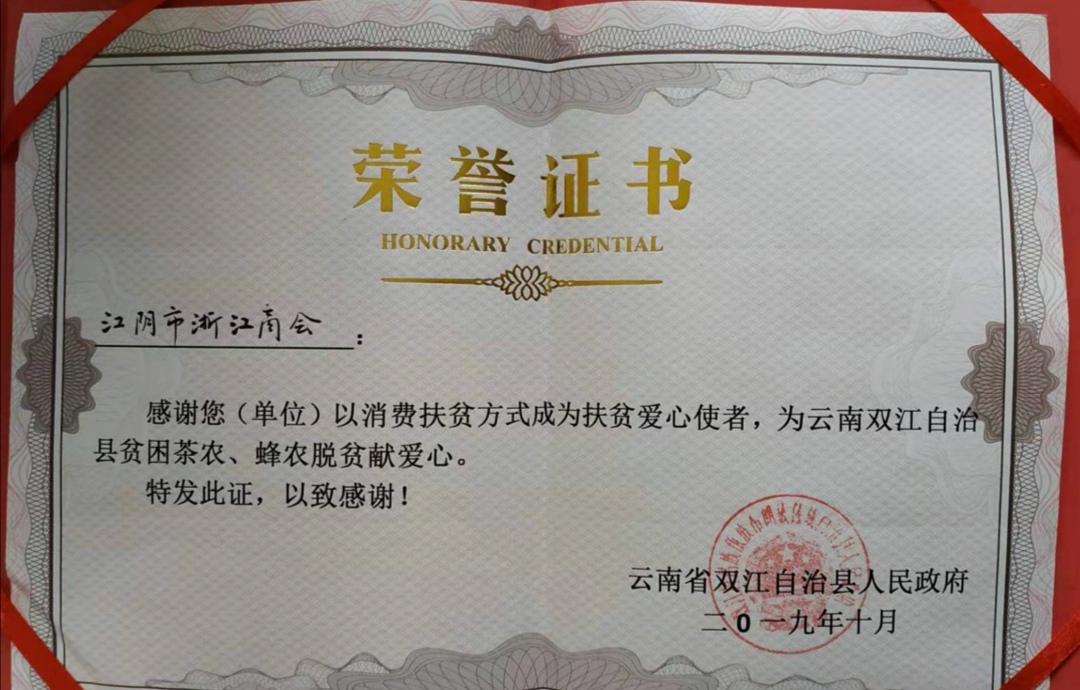 荣誉证书
HONORARY CREDENTIAL
江阴市浙江商会：
感谢您（单位）以消费扶贫方式成为扶贫爱心使者，为云南双江自治
县贫困茶农、蜂农脱贫献爱心。
特发此证，以致感谢！
云南省双江自治县人民政府
二0一九年十月